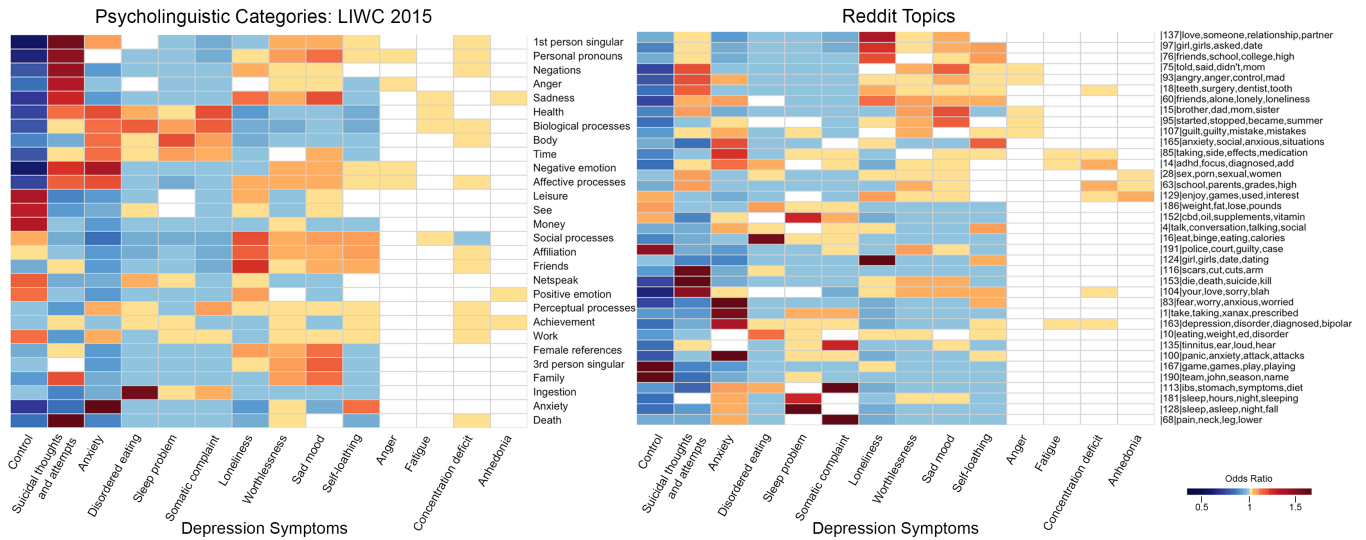 Psycholinguistic Categories: LIWC 2015
1st person singular
Personal pronouns
Negations
Anger
Sadness
Health
Biological processes
Body
Time
Negative emotion
Affective processes
Leisure
See
Money
Social processes
Affiliation
Friends
Netspeak
Positive emotion
Perceptual processes
Achievement
Work
Female references
3rd person singular
Family
Ingestion
Anxiety
Death
Control
Suicidal thoughts
and attempts
Anxiety
Disordered eating
Sleep problem
Somatic complaint
Loneliness
Worthlessness
Sad mood
Self-loathing
Anger
Fatigue
Concentration deficit
Anhedonia
Depression Symptoms
Reddit Topics
|137|love,someone,relationship,partner
|97|girl,girls,asked,date
|76|friends,school,college,high
|75|told,said,didn't,mom
|93|angry,anger,control,mad
|18|teeth,surgery,dentist,tooth
|60|friends,alone,lonely,loneliness
|15|brother,dad,mom,sister
|95|started,stopped,became,summer
|107|guilt,guilty,mistake,mistakes
|165|anxiety,social,anxious,situations
|85|taking,side,effects,medication
|14|adhd,focus,diagnosed,add
|28|sex,porn,sexual,women
|63|school,parents,grades,high
|129|enjoy,games,used,interest
|186|weight,fat,lose,pounds
|152|cbd,oil,supplements,vitamin
|4|talk,conversation,talking,social
|16|eat,binge,eating,calories
|191|police,court,guilty,case
|124|girl,girls,date,dating
|116|scars,cut,cuts,arm
|153|die,death,suicide,kill
|104|your,love,sorry,blah
|83|fear,worry,anxious,worried
|1|take,taking,xanax,prescribed
|163|depression,disorder,diagnosed,bipolar
|10|eating,weight,ed,disorder
|135|tinnitus,ear,loud,hear
|100|panic,anxiety,attack,attacks
|167|game,games,play,playing
|190|team,john,season,name
|113|ibs,stomach,symptoms,diet
|181|sleep,hours,night,sleeping
|128|sleep,asleep,night,fall
|68|pain,neck,leg,lower
Control
Suicidal thoughts
and attempts
Anxiety
Disordered eating
Sleep problem
Somatic complaint
Loneliness
Worthlessness
Sad mood
Self-loathing
Anger
Fatigue
Concentration deficit
Anhedonia
Depression Symptoms
Odds Ratio
0.5 1 1.5